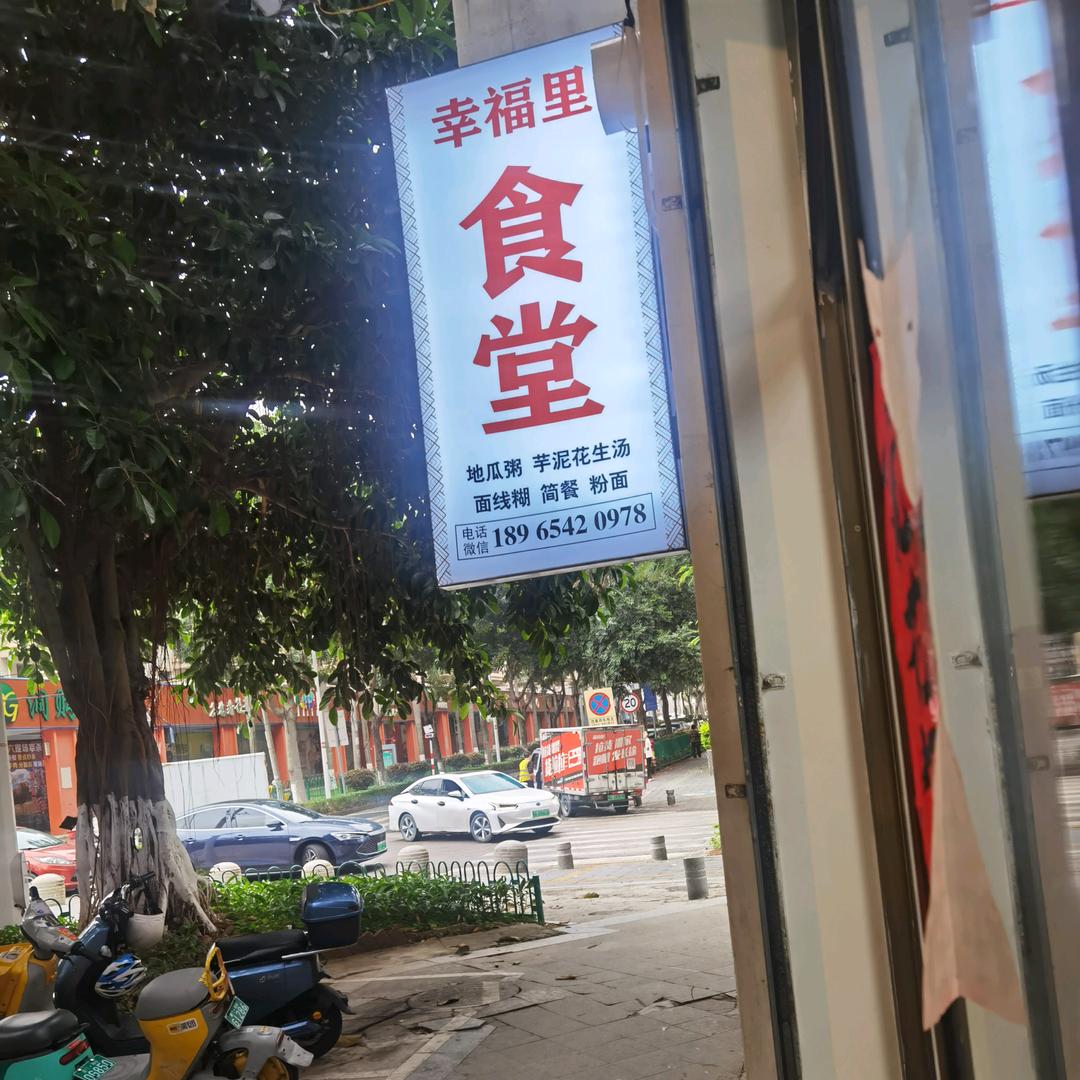 幸福里
食堂
地瓜粥 芋泥花生汤
面线糊 简餐 粉面
电话
微信
189 6542 0978
20